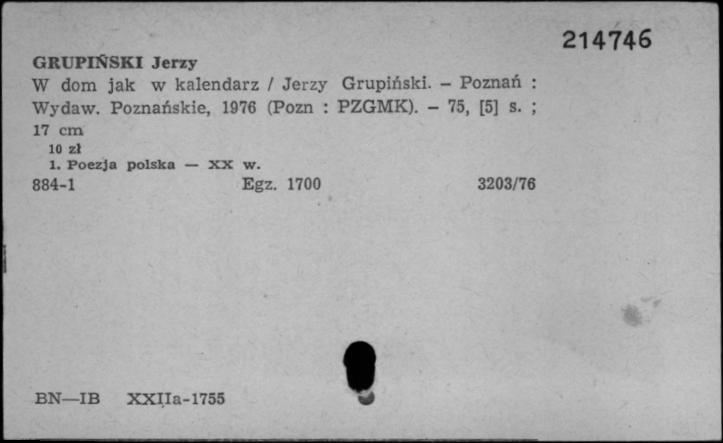 214746
GRUPIŃSKI Jerzy
W dom jak w kalendarz / Jerzy Grupiński. – Poznań :
Wydaw. Poznańskie, 1976 (Pozn : PZGMK). – 75, [5] s. ;
17 cm
10 zł
1. Poezja polska — XX w.
884-1 Egz. 1700 3203/76
BN—IB XXIIa-1755